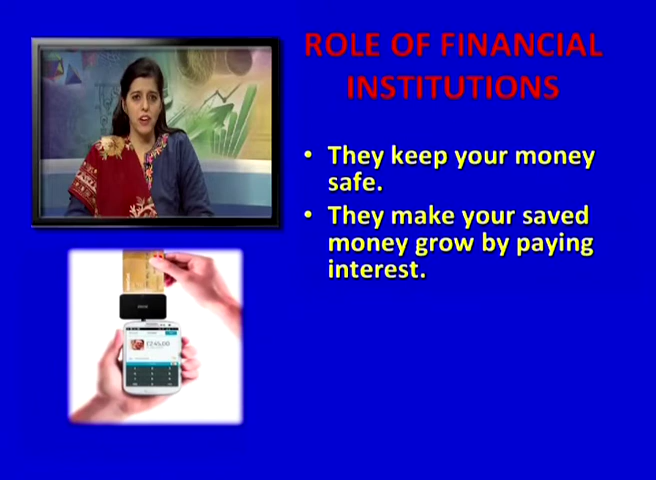 ROLE OF FINANCIAL
INSTITUTIONS
• They keep your money
safe.
• They make your saved
money grow by paying
interest.